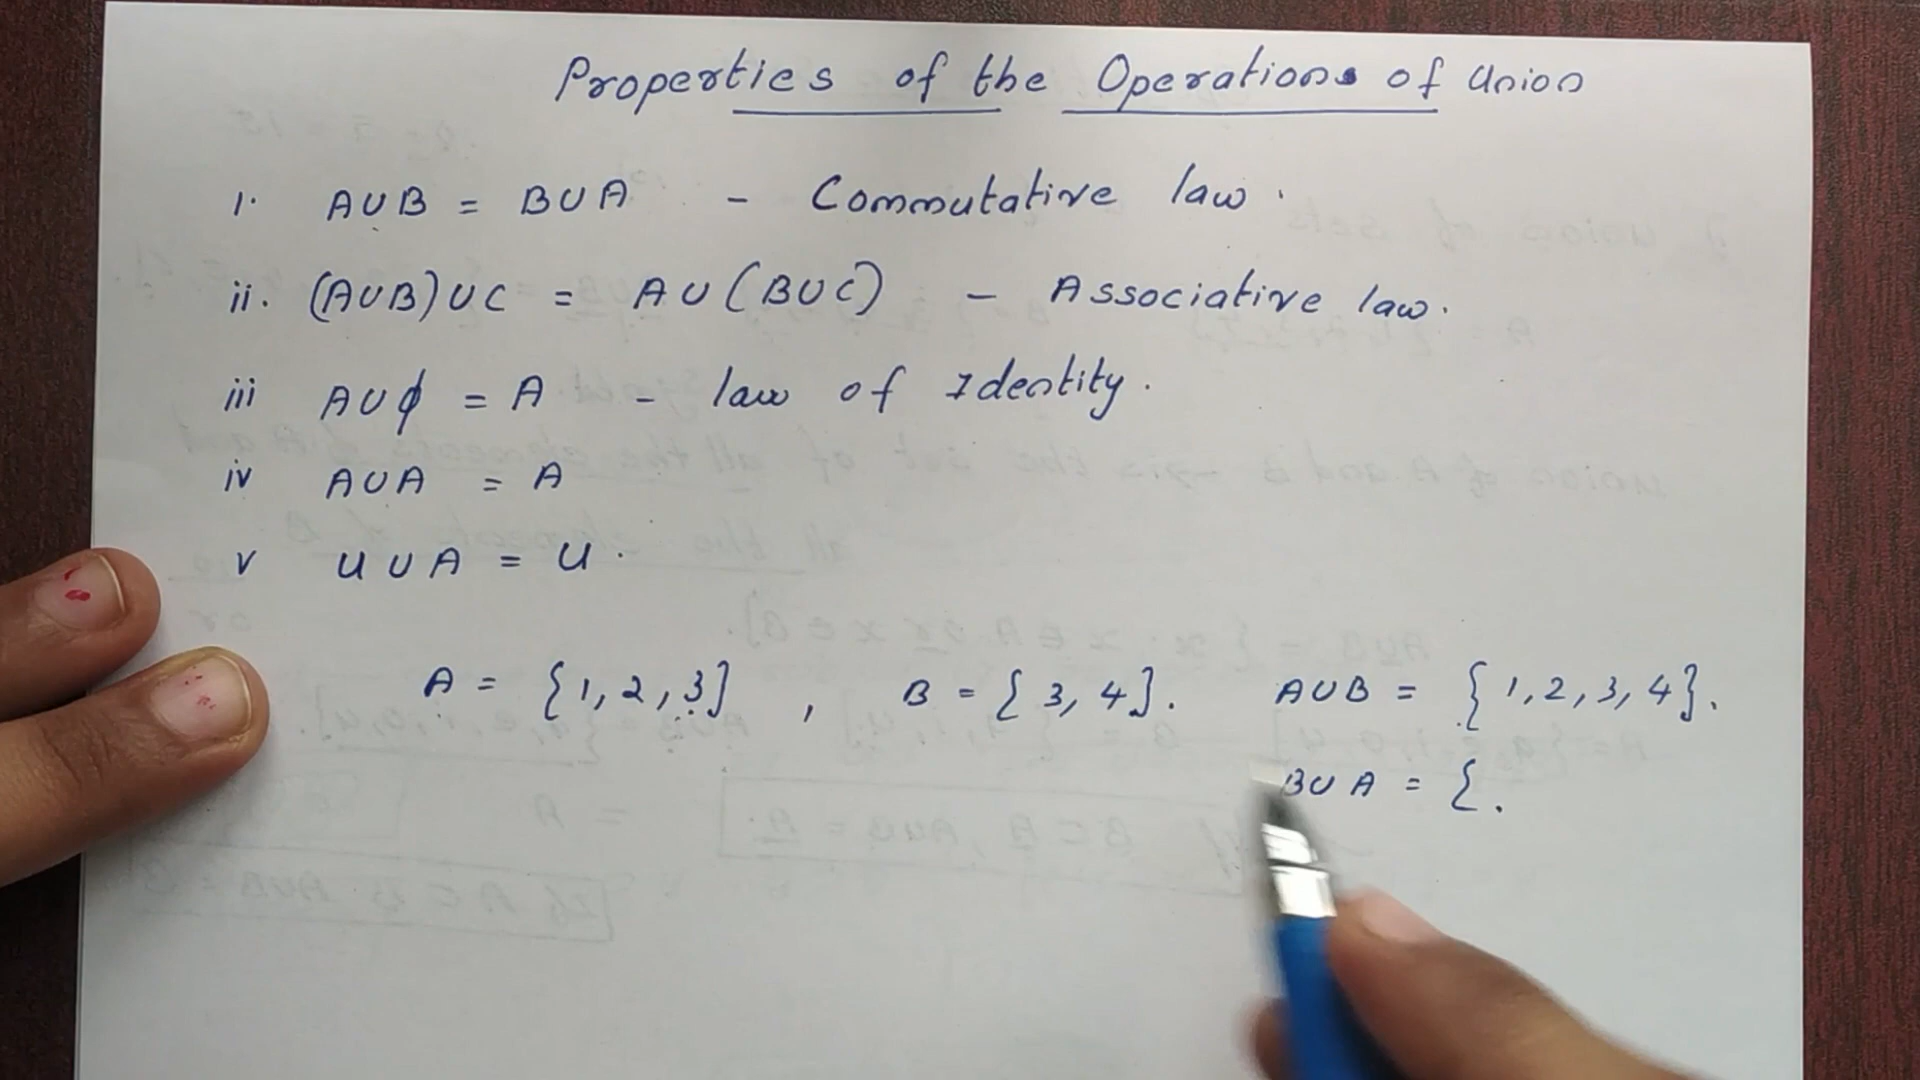 Properties of the Operations of Union
1. A∪B = B∪A - Commutative law.
ii. (A∪B)∪C = A∪(B∪C) - Associative law.
iii A∪ϕ = A - law of Identity.
iv A∪A = A
v U∪A = U.
A = {1,2,3} , B = {3,4}. A∪B = {1,2,3,4}.
B∪A = {.